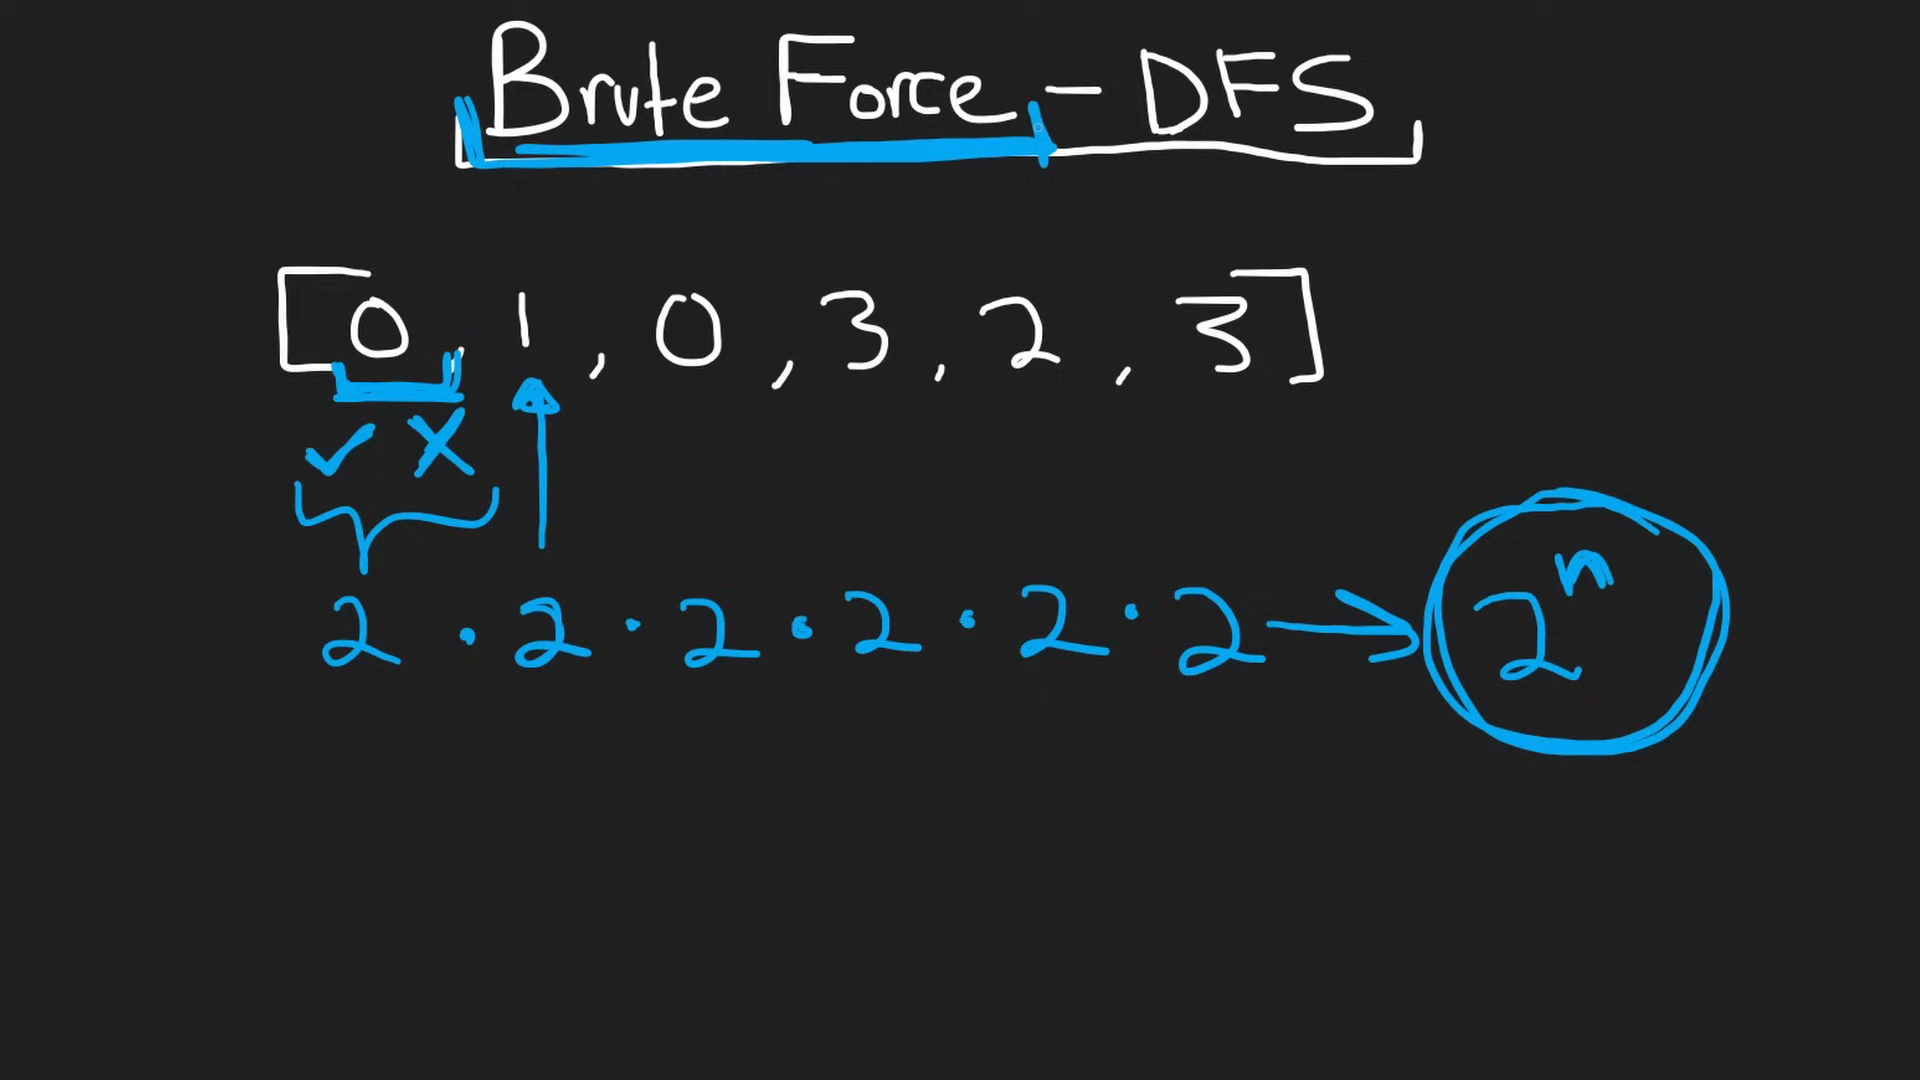 Brute Force - DFS
[0, 1, 0, 3, 2, 3]
✓ X
2 · 2 · 2 · 2 · 2 · 2 → 2ⁿ